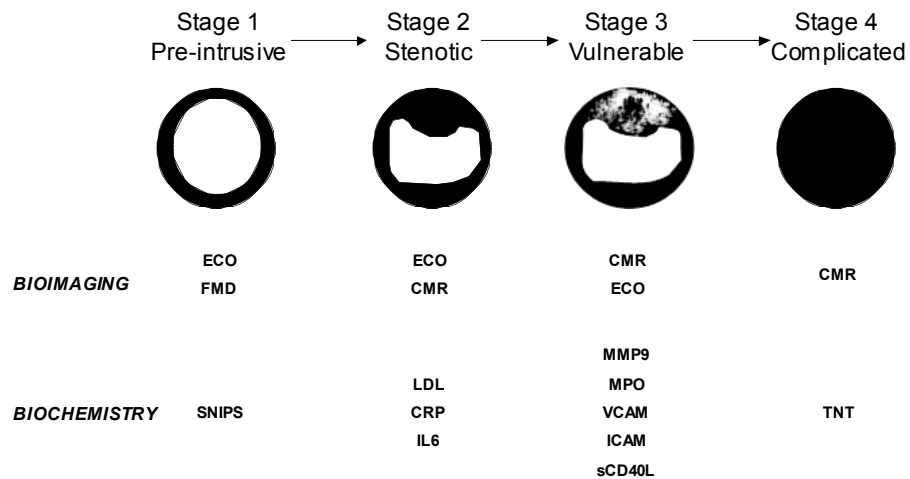 Stage 1 Stage 2 Stage 3 Stage 4
Pre-intrusive Stenotic Vulnerable Complicated
ECO ECO CMR
BIOIMAGING CMR
FMD CMR ECO
MMP9
LDL MPO
BIOCHEMISTRY SNIPS CRP VCAM TNT
IL6 ICAM
sCD40L